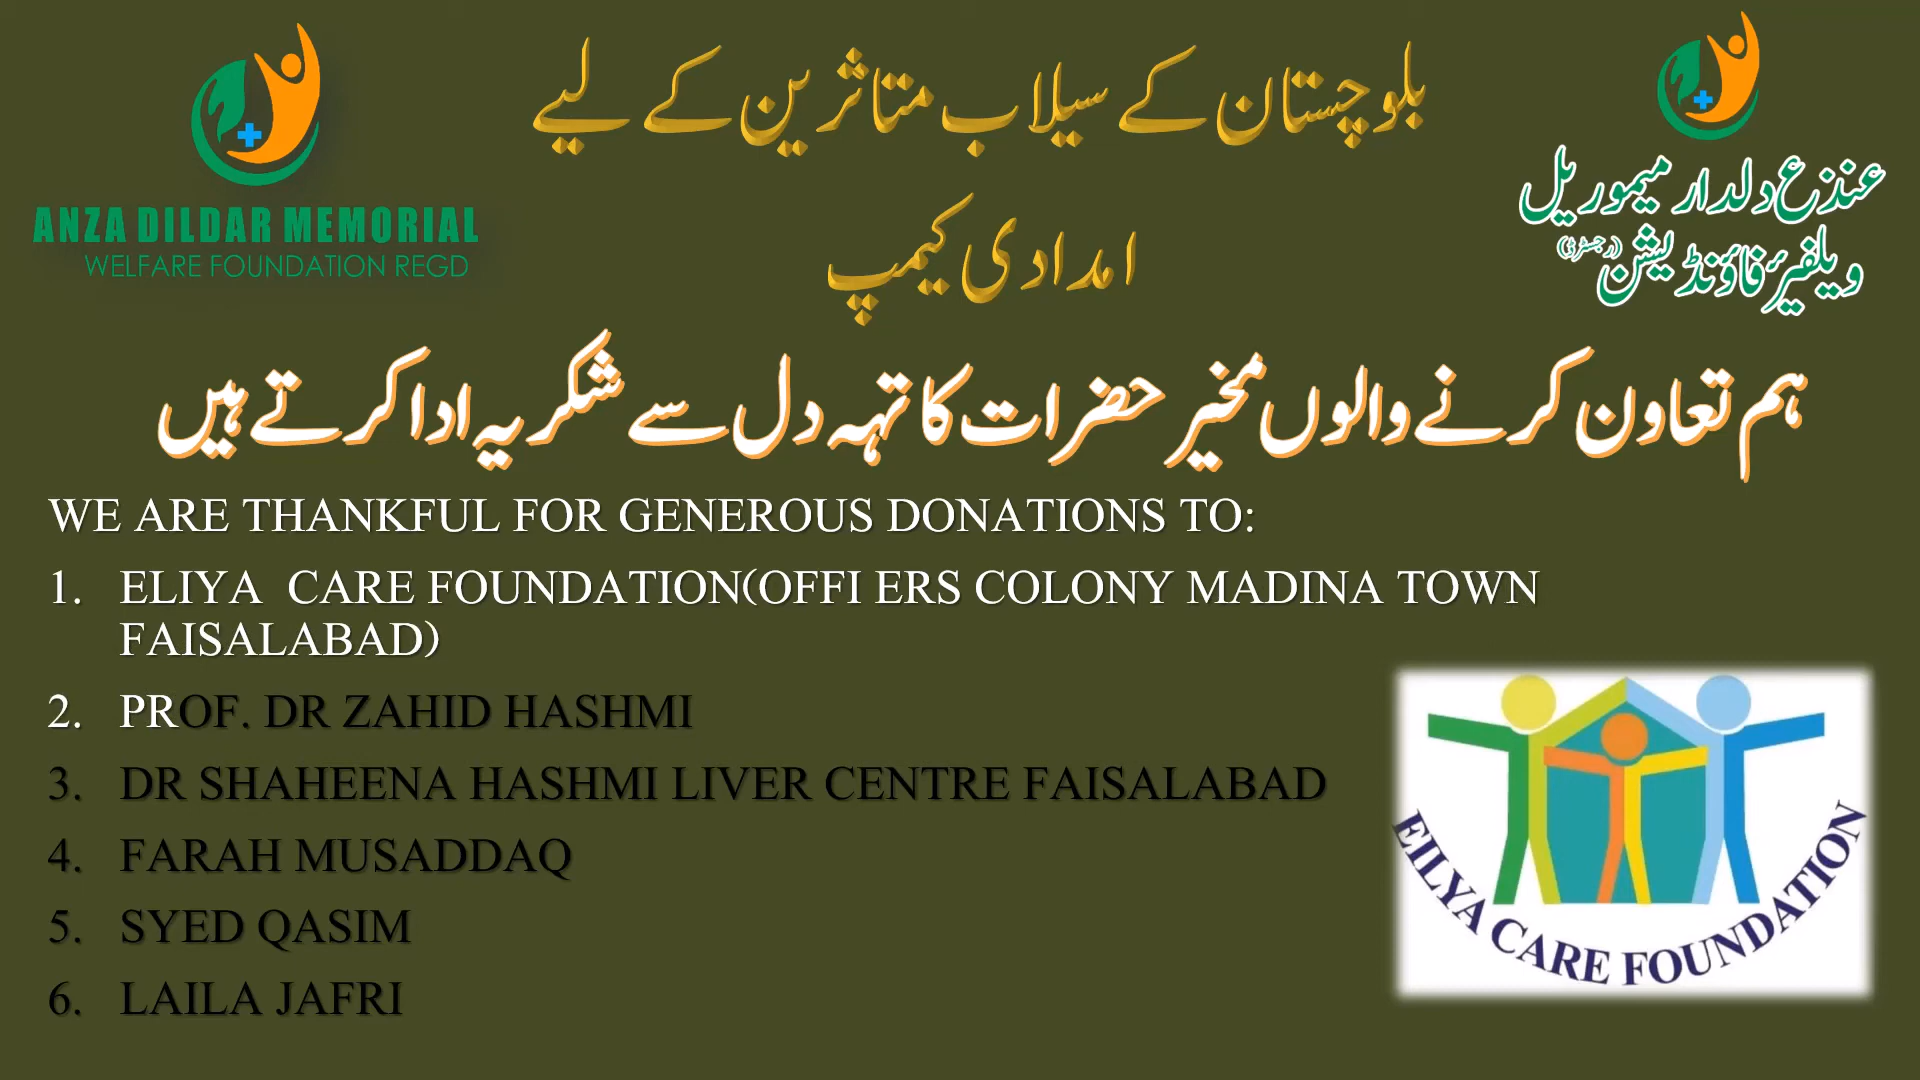 ANZA DILDAR MEMORIAL
WELFARE FOUNDATION REGD
بلوچستان کے سیلاب متاثرین کے لیے
امدادی کیمپ
عنزع دلدار میموریل
ویلفیئر فاؤنڈیشن (رجسٹرڈ)
ہم تعاون کرنے والوں مخیر حضرات کا تہہ دل سے شکریہ ادا کرتے ہیں
WE ARE THANKFUL FOR GENEROUS DONATIONS TO:
1. ELIYA CARE FOUNDATION(OFFI ERS COLONY MADINA TOWN
FAISALABAD)
2. PROF. DR ZAHID HASHMI
3. DR SHAHEENA HASHMI LIVER CENTRE FAISALABAD
4. FARAH MUSADDAQ
5. SYED QASIM
6. LAILA JAFRI
EILYA CARE FOUNDATION